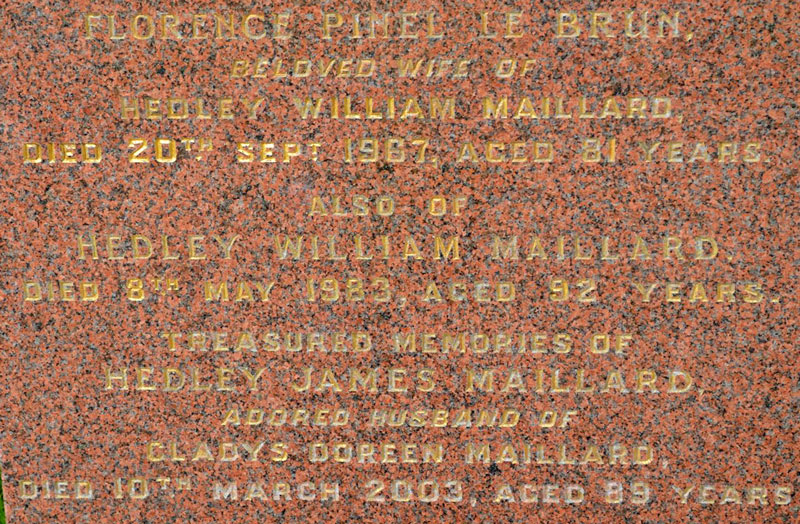 FLORENCE PINEL LE BRUN,
BELOVED WIFE OF
HEDLEY WILLIAM MAILLARD,
DIED 20TH SEPT 1967, AGED 81 YEARS.
ALSO OF
HEDLEY WILLIAM MAILLARD,
DIED 8TH MAY 1983, AGED 92 YEARS.
TREASURED MEMORIES OF
HEDLEY JAMES MAILLARD,
ADORED HUSBAND OF
GLADYS DOREEN MAILLARD,
DIED 10TH MARCH 2003, AGED 89 YEARS